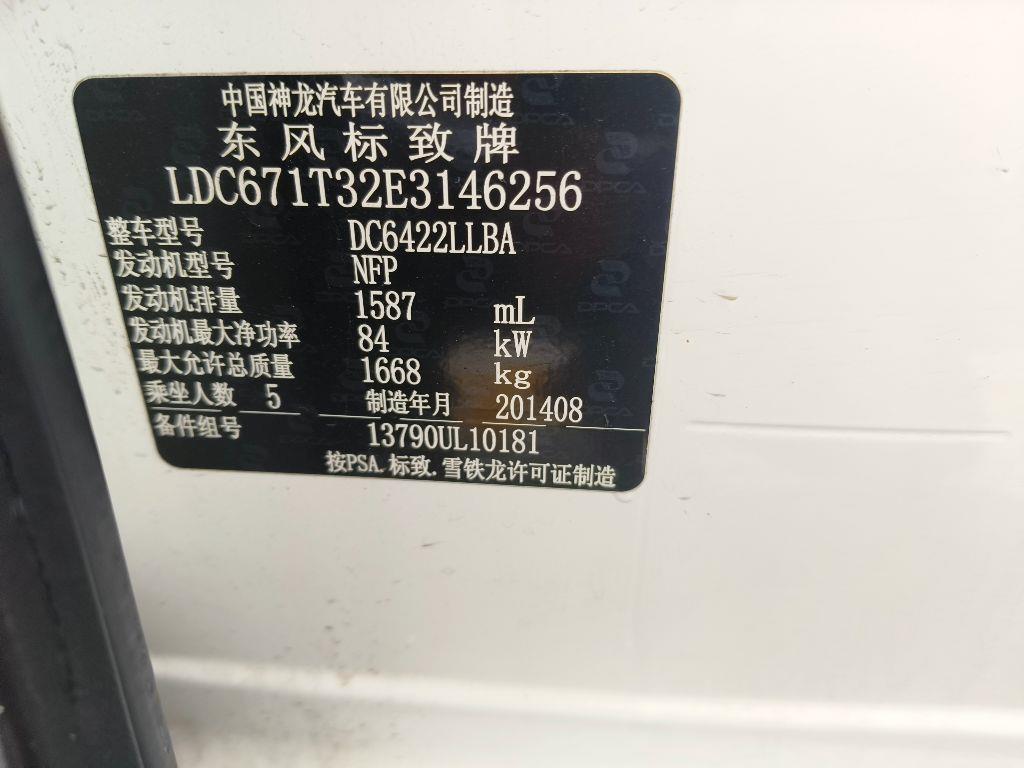 中国神龙汽车有限公司制造
东风标致牌
LDC671T32E3146256
整车型号 DC6422LLBA
发动机型号 NFP
发动机排量 1587 mL
发动机最大净功率 84 kW
最大允许总质量 1668 kg
乘坐人数 5 制造年月 201408
备件组号 13790UL10181
按PSA.标致.雪铁龙许可证制造